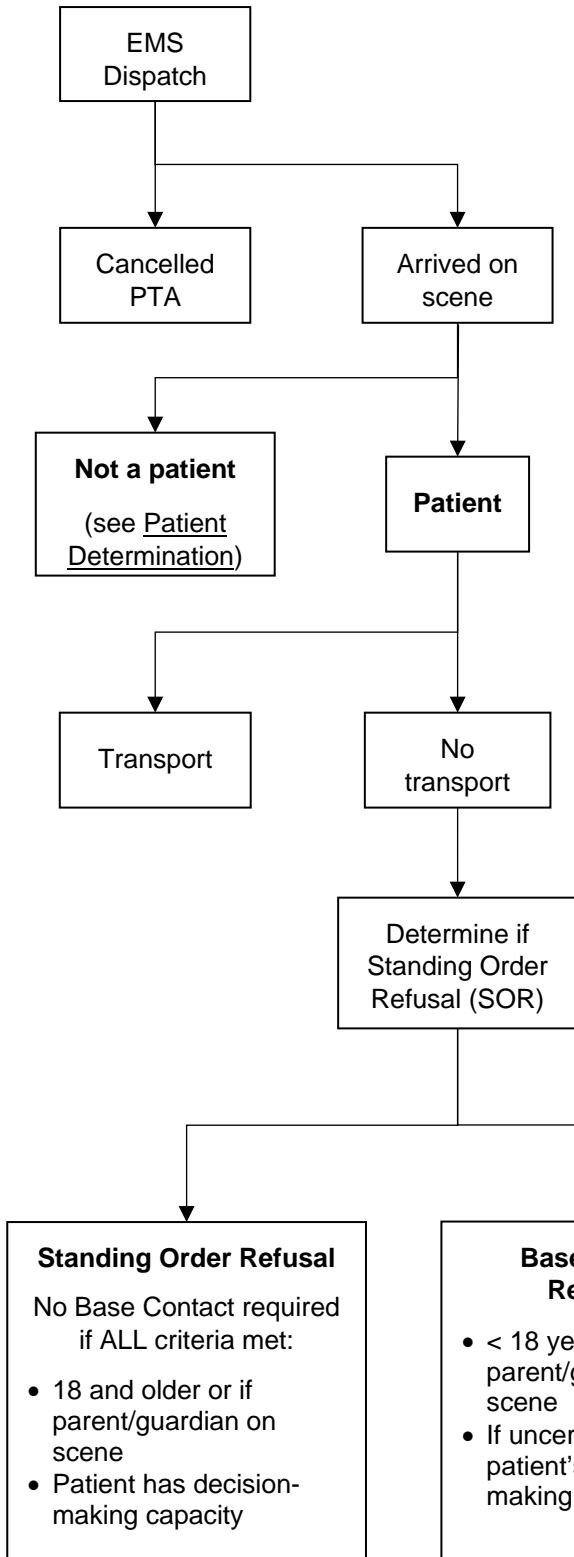 EMS
Dispatch
Cancelled
PTA
Arrived on
scene
Not a patient
(see Patient
Determination)
Patient
Transport
No
transport
Determine if
Standing Order
Refusal (SOR)
Standing Order Refusal
No Base Contact required
if ALL criteria met:
• 18 and older or if
parent/guardian on
scene
• Patient has decision-
making capacity
• < 18
scene
• If
making